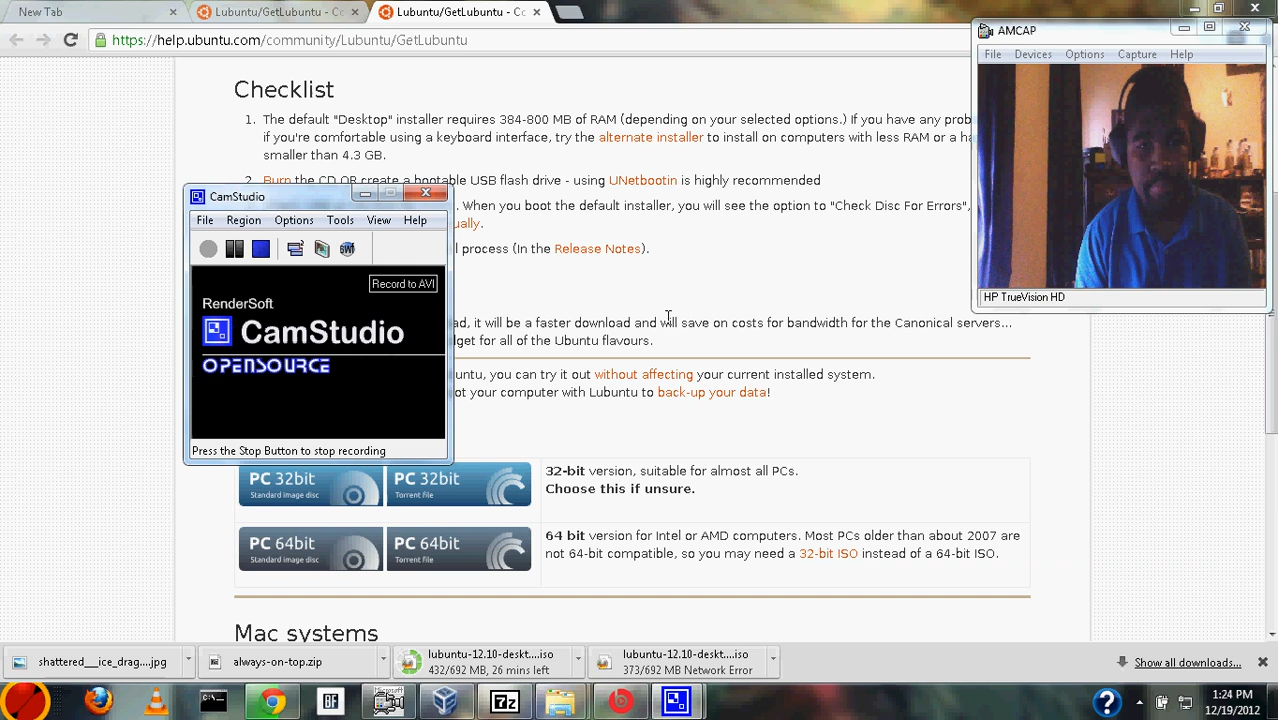 New Tab
Lubuntu/GetLubuntu - Co
Lubuntu/GetLubuntu - Co
https://help.ubuntu.com/community/Lubuntu/GetLubuntu
AMCAP
File Devices Options Capture Help
HP TrueVision HD
Checklist
1. The default "Desktop" installer requires 384-800 MB of RAM (depending on your selected options.) If you have any prob
if you're comfortable using a keyboard interface, try the alternate installer to install on computers with less RAM or a ha
smaller than 4.3 GB.
2. Burn the CD OR create a bootable USB flash drive - using UNetbootin is highly recommended
. When you boot the default installer, you will see the option to "Check Disc For Errors",
ually.
l process (In the Release Notes).
ad, it will be a faster download and will save on costs for bandwidth for the Canonical servers...
dget for all of the Ubuntu flavours.
untu, you can try it out without affecting your current installed system.
ot your computer with Lubuntu to back-up your data!
CamStudio
File Region Options Tools View Help
Record to AVI
RenderSoft
CamStudio
OPENSOURCE
Press the Stop Button to stop recording
PC 32bit
Standard image disc
PC 32bit
Torrent file
32-bit version, suitable for almost all PCs.
Choose this if unsure.
PC 64bit
Standard image disc
PC 64bit
Torrent file
64 bit version for Intel or AMD computers. Most PCs older than about 2007 are
not 64-bit compatible, so you may need a 32-bit ISO instead of a 64-bit ISO.
Mac systems
shattered___ice_drag....jpg
always-on-top.zip
lubuntu-12.10-deskt....iso
432/692 MB, 26 mins left
lubuntu-12.10-deskt....iso
373/692 MB Network Error
Show all downloads...
1:24 PM
12/19/2012